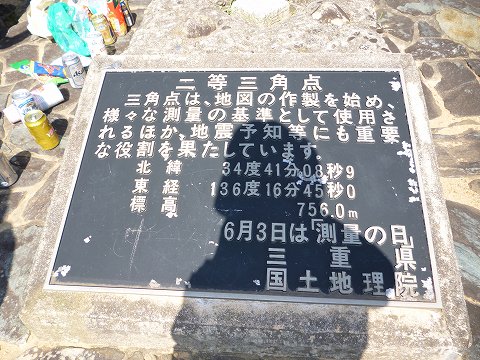 二等三角点
三角点は、地図の作製を始め、
様々な測量の基準として使用さ
れるほか、地震予知等にも重要
な役割を果たしています。
北緯 34度41分08秒9
東経 136度16分45秒0
標高 756.0m
6月3日は「測量の日」
三重県
国土地理院